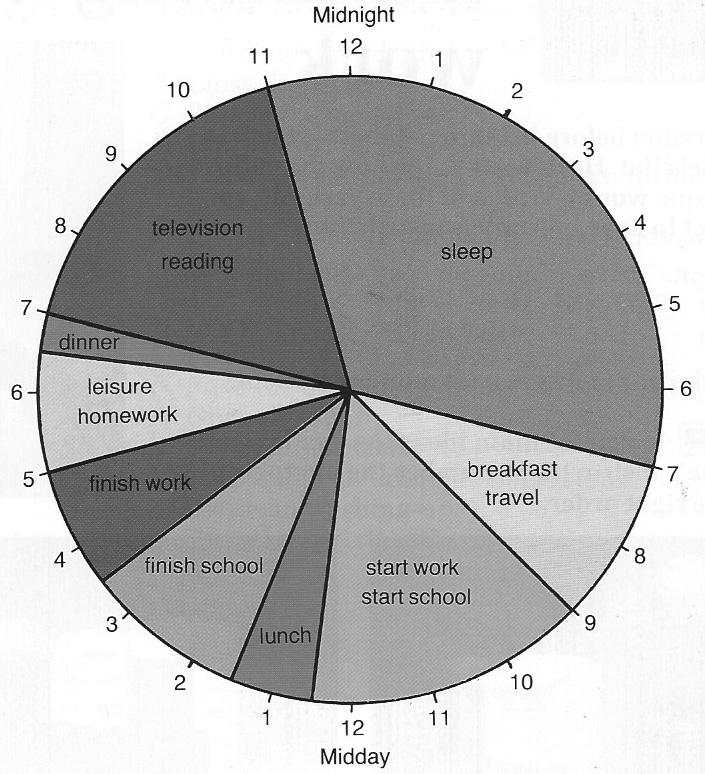 Midnight
12
1
2
3
4
5
6
7
8
9
10
11
12
Midday
1
2
3
4
5
6
7
8
9
10
11
sleep
breakfast
travel
start work
start school
lunch
finish school
finish work
leisure
homework
dinner
television
reading